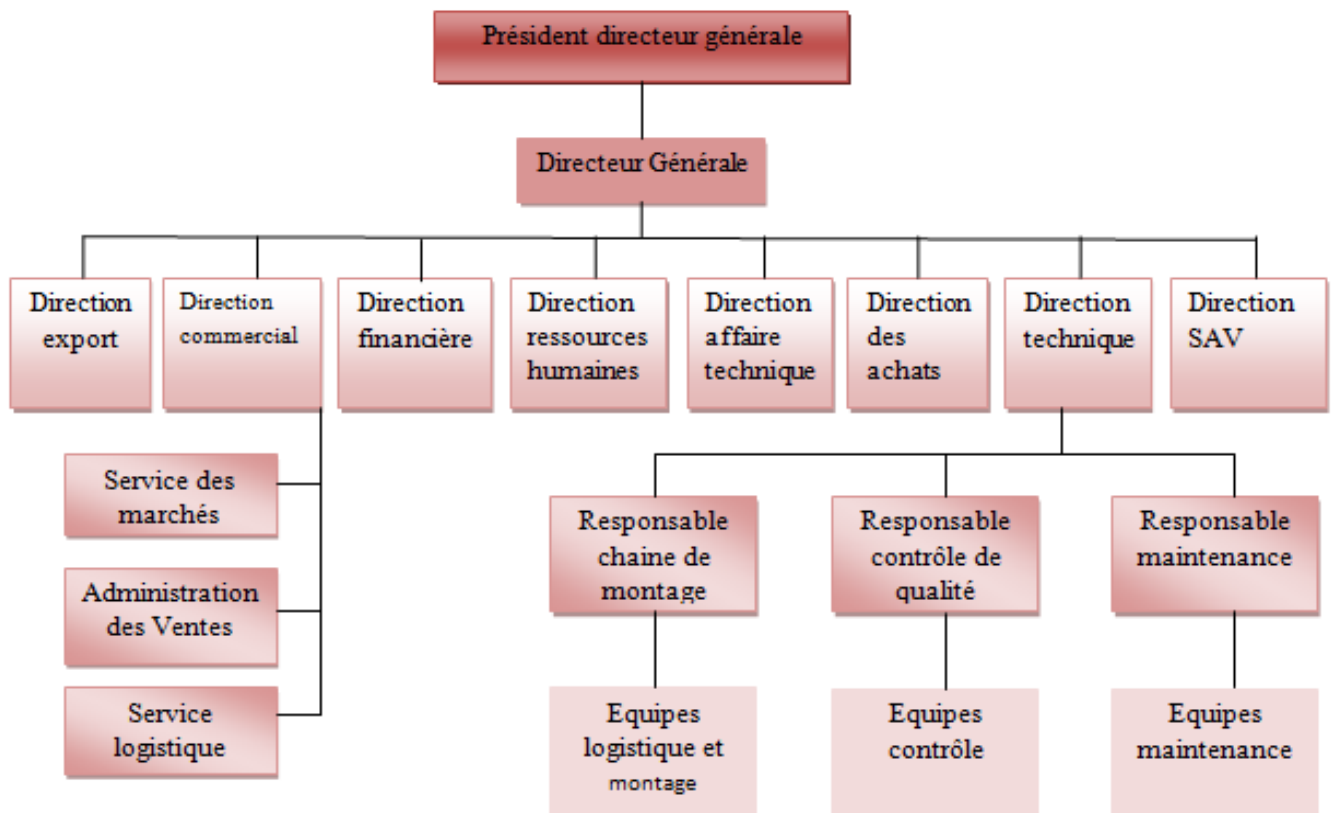 Président directeur générale
Directeur Générale
Direction
export
Direction
commercial
Direction
financière
Direction
ressources
humaines
Direction
affaire
technique
Direction
des
achats
Direction
technique
Direction
SAV
Service des
marchés
Administration
des Ventes
Service
logistique
Responsable
chaine de
montage
Responsable
contrôle de
qualité
Responsable
maintenance
Equipes
logistique et
montage
Equipes
contrôle
Equipes
maintenance